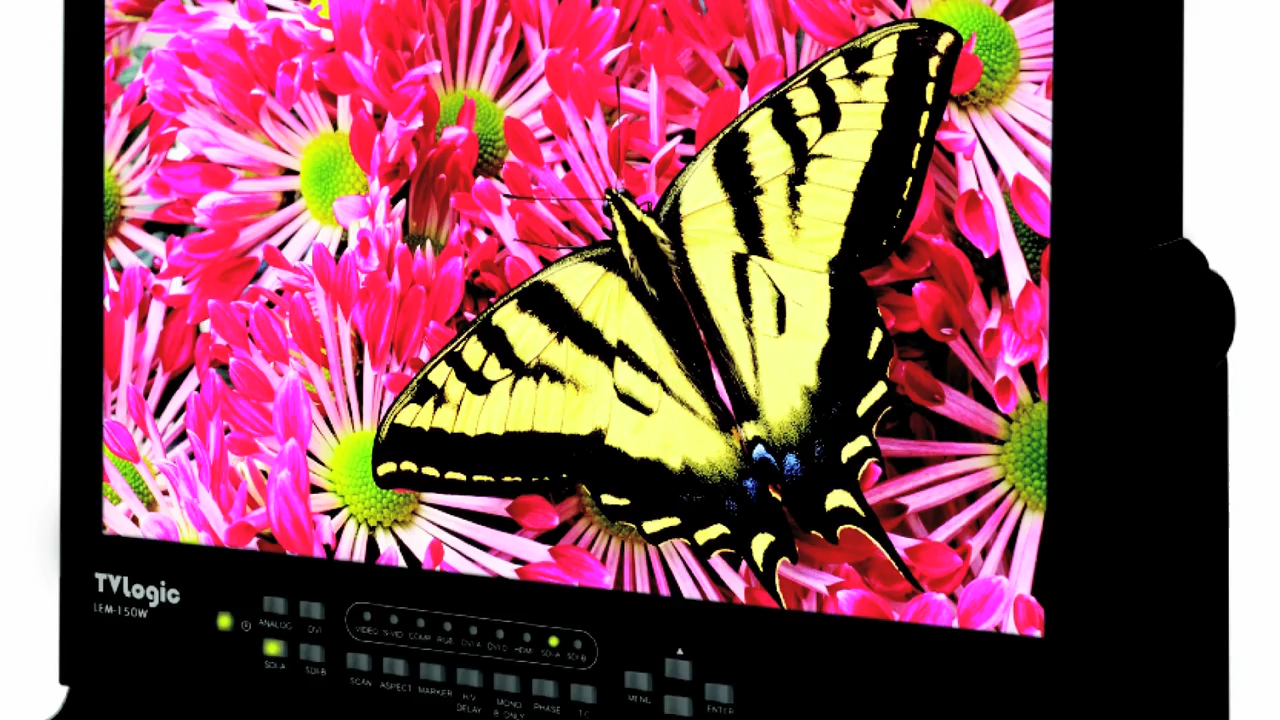 TVLogic
LEM-150W
ANALOG DVI
VIDEO S-VID COMP. RGB DVI A DVI D HDMI SDI-A SDI-B
SDI-A SDI-B
SCAN ASPECT MARKER H/V DELAY MONO B.ONLY PHASE
MENU ENTER